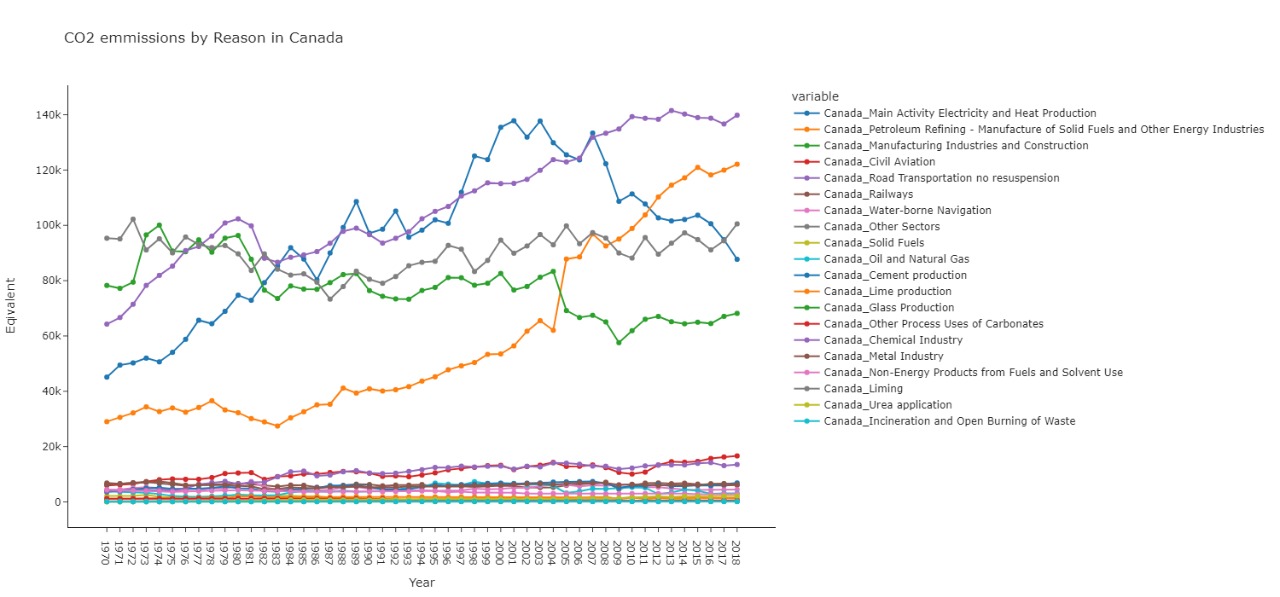 CO2 emmissions by Reason in Canada
variable
Canada_Main Activity Electricity and Heat Production
Canada_Petroleum Refining - Manufacture of Solid Fuels and Other Energy Industries
Canada_Manufacturing Industries and Construction
Canada_Civil Aviation
Canada_Road Transportation no resuspension
Canada_Railways
Canada_Water-borne Navigation
Canada_Other Sectors
Canada_Solid Fuels
Canada_Oil and Natural Gas
Canada_Cement production
Canada_Lime production
Canada_Glass Production
Canada_Other Process Uses of Carbonates
Canada_Chemical Industry
Canada_Metal Industry
Canada_Non-Energy Products from Fuels and Solvent Use
Canada_Liming
Canada_Urea application
Canada_Incineration and Open Burning of Waste
140k
120k
100k
80k
60k
40k
20k
0
Eqivalent
1970
1971
1972
1973
1974
1975
1976
1977
1978
1979
1980
1981
1982
1983
1984
1985
1986
1987
1988
1989
1990
1991
1992
1993
1994
1995
1996
1997
1998
1999
2000
2001
2002
2003
2004
2005
2006
2007
2008
2009
2010
2011
2012
2013
2014
2015
2016
2017
2018
Year